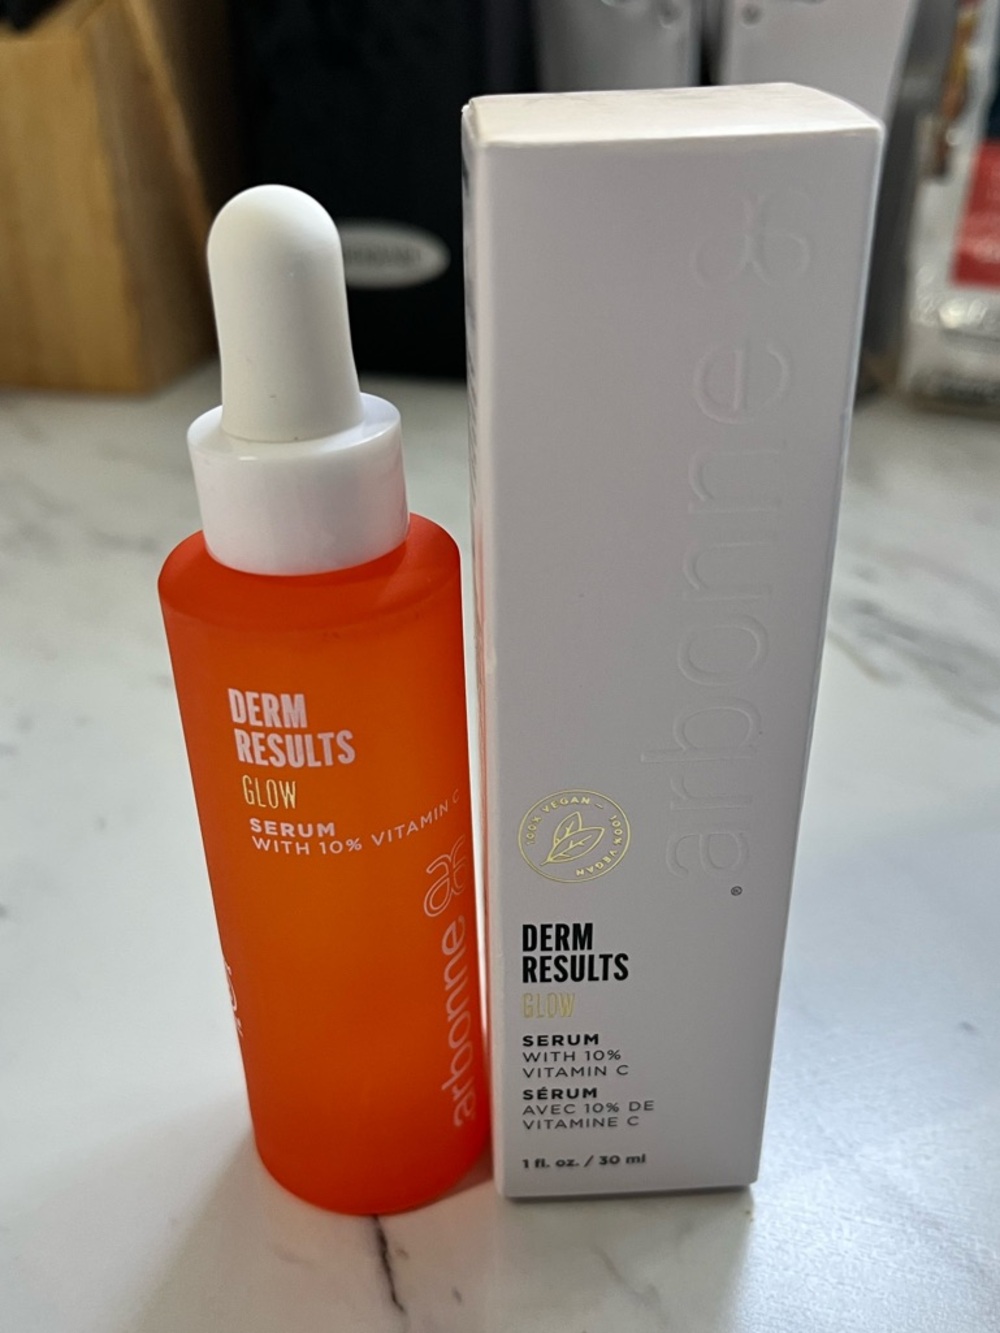 DERM
RESULTS
GLOW
SERUM
WITH 10% VITAMIN C
arbonne
arbonne
®
100% VEGAN – 100% VEGAN
DERM
RESULTS
GLOW
SERUM
WITH 10%
VITAMIN C
SÉRUM
AVEC 10% DE
VITAMINE C
1 fl. oz. / 30 ml